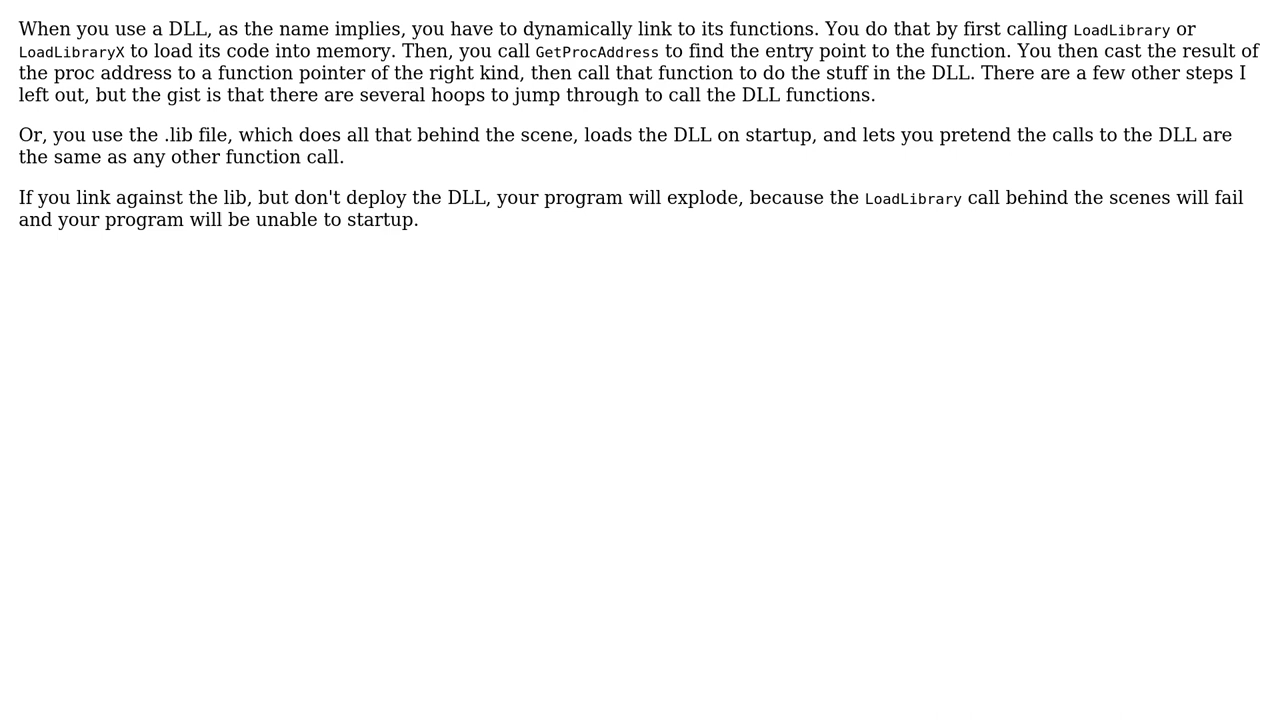 When you use a DLL, as the name implies, you have to dynamically link to its functions. You do that by first calling LoadLibrary or
LoadLibraryX to load its code into memory. Then, you call GetProcAddress to find the entry point to the function. You then cast the result of
the proc address to a function pointer of the right kind, then call that function to do the stuff in the DLL. There are a few other steps I
left out, but the gist is that there are several hoops to jump through to call the DLL functions.
Or, you use the .lib file, which does all that behind the scene, loads the DLL on startup, and lets you pretend the calls to the DLL are
the same as any other function call.
If you link against the lib, but don't deploy the DLL, your program will explode, because the LoadLibrary call behind the scenes will fail
and your program will be unable to startup.